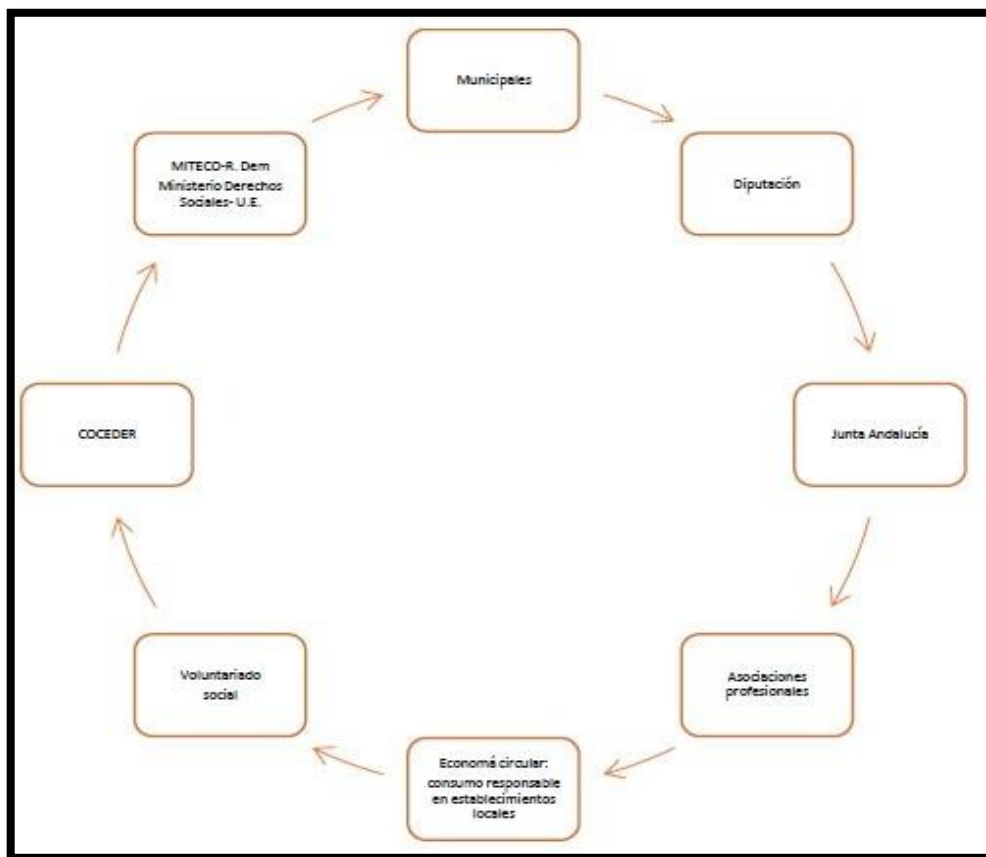 Municipales
Diputación
Junta Andalucía
Asociaciones
profesionales
Economá circular:
consumo responsable
en establecimientos
locales
Voluntariado
social
COCEDER
MITECO-R. Dem
Ministerio Derechos
Sociales- U.E.